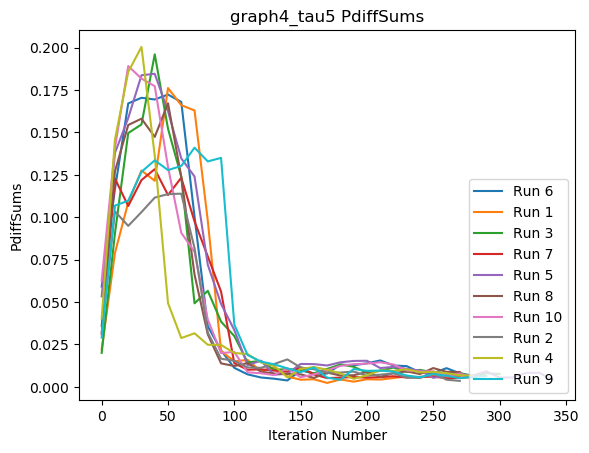 graph4_tau5 PdiffSums
PdiffSums
0.200
0.175
0.150
0.125
0.100
0.075
0.050
0.025
0.000
Run 6
Run 1
Run 3
Run 7
Run 5
Run 8
Run 10
Run 2
Run 4
Run 9
0 50 100 150 200 250 300 350
Iteration Number